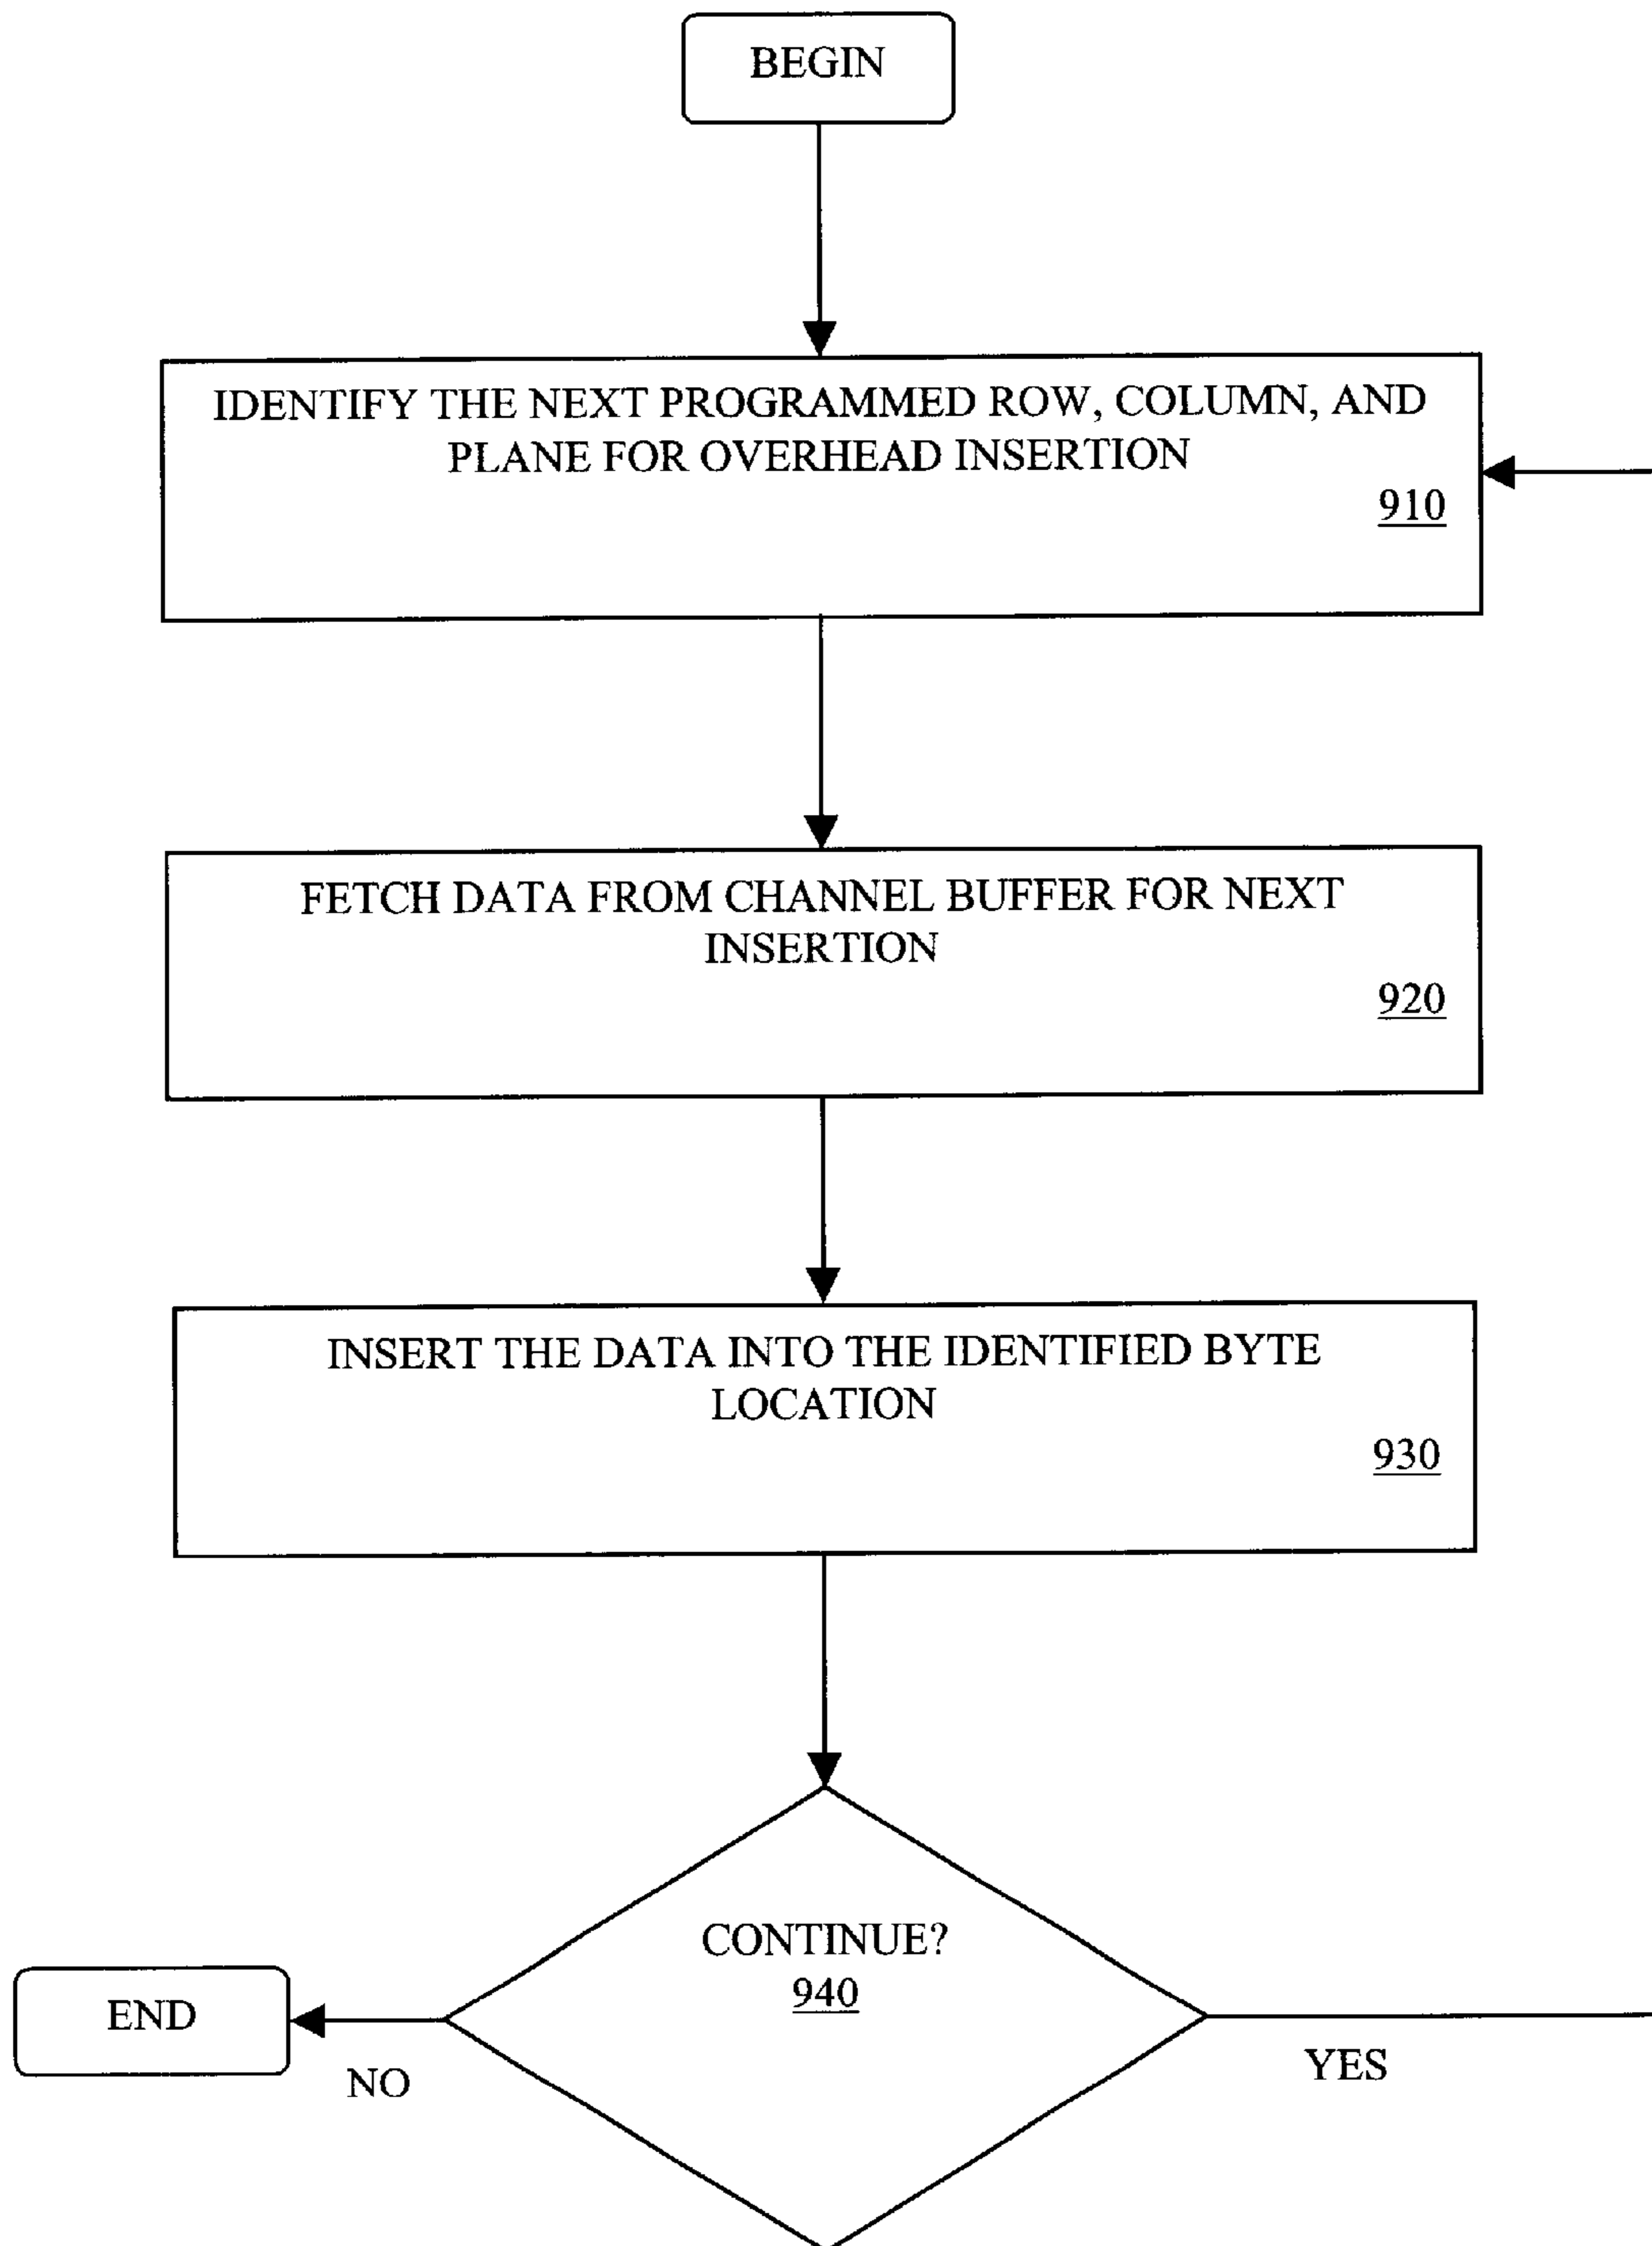 BEGIN
IDENTIFY THE NEXT PROGRAMMED ROW, COLUMN, AND
PLANE FOR OVERHEAD INSERTION
910
FETCH DATA FROM CHANNEL BUFFER FOR NEXT
INSERTION
920
INSERT THE DATA INTO THE IDENTIFIED BYTE
LOCATION
930
CONTINUE?
940
END
NO
YES